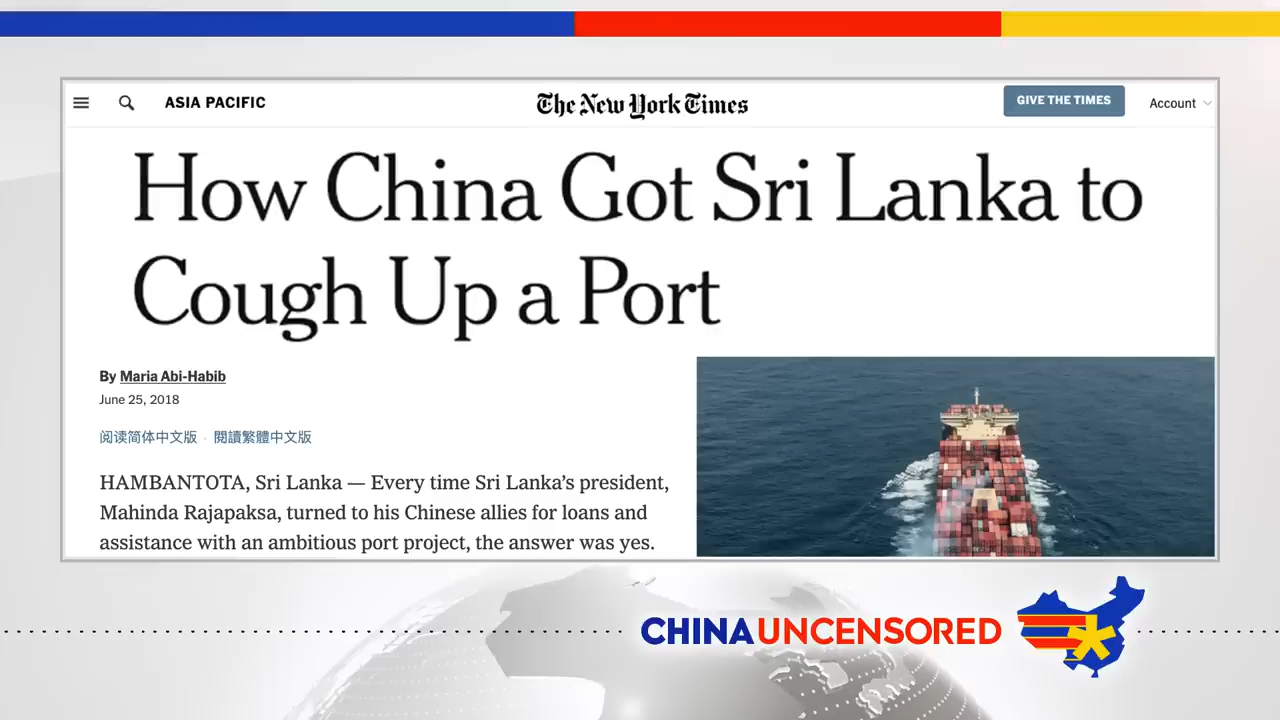 ASIA PACIFIC
The New York Times
GIVE THE TIMES
Account
How China Got Sri Lanka to
Cough Up a Port
By Maria Abi-Habib
June 25, 2018
阅读简体中文版 · 閱讀繁體中文版
HAMBANTOTA, Sri Lanka — Every time Sri Lanka’s president,
Mahinda Rajapaksa, turned to his Chinese allies for loans and
assistance with an ambitious port project, the answer was yes.
CHINA UNCENSORED